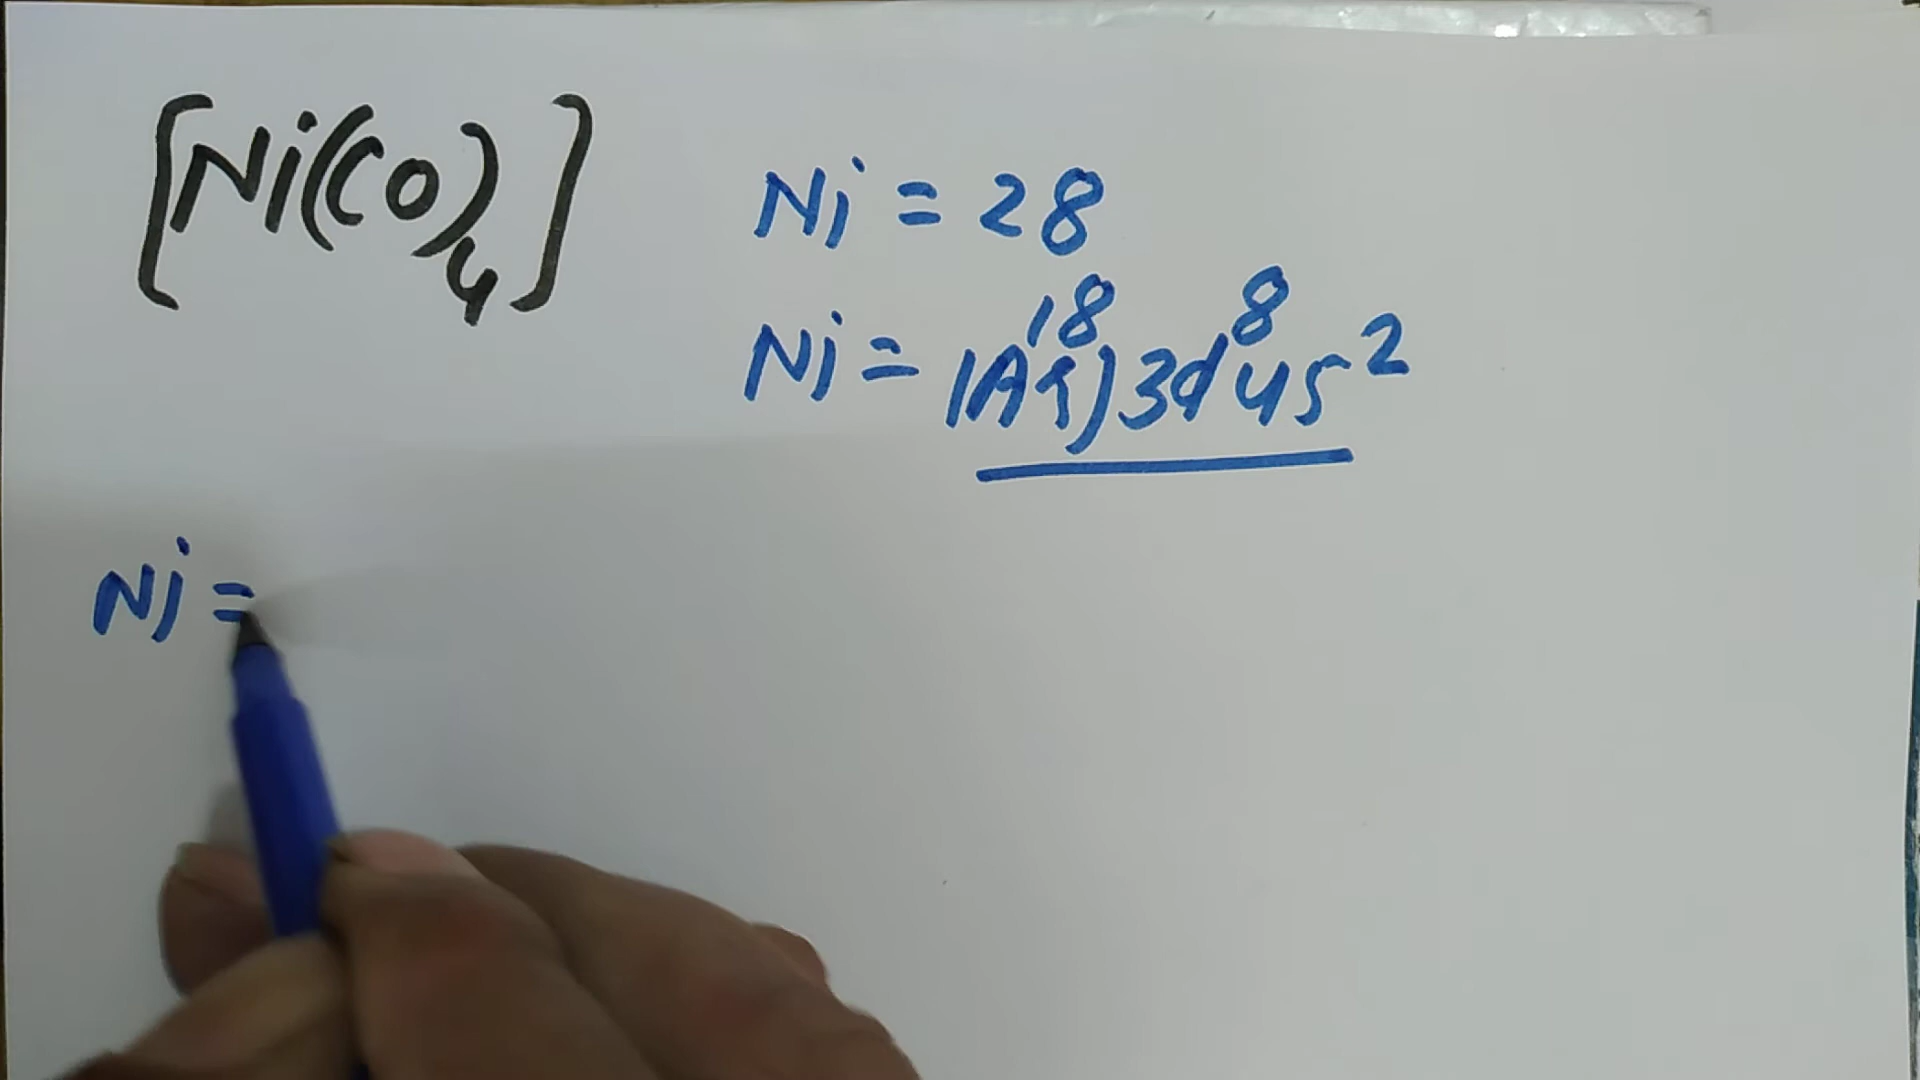 [Ni(CO)₄]
Ni = 28
Ni = (Ar)¹⁸ 3d⁸ 4s²
Ni =